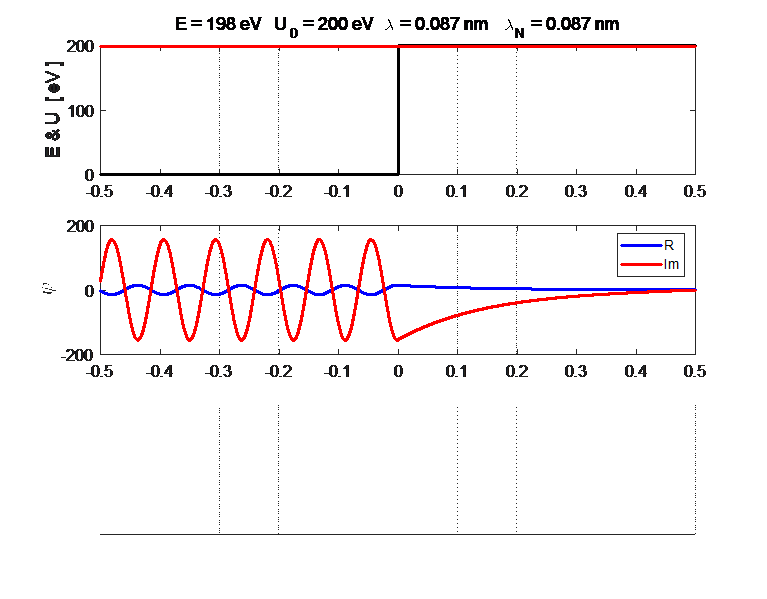 E = 198 eV U0 = 200 eV λ = 0.087 nm λN = 0.087 nm
200
100
0
E & U [ eV ]
-0.5 -0.4 -0.3 -0.2 -0.1 0 0.1 0.2 0.3 0.4 0.5
200
0
-200
ψ
R
Im
-0.5 -0.4 -0.3 -0.2 -0.1 0 0.1 0.2 0.3 0.4 0.5